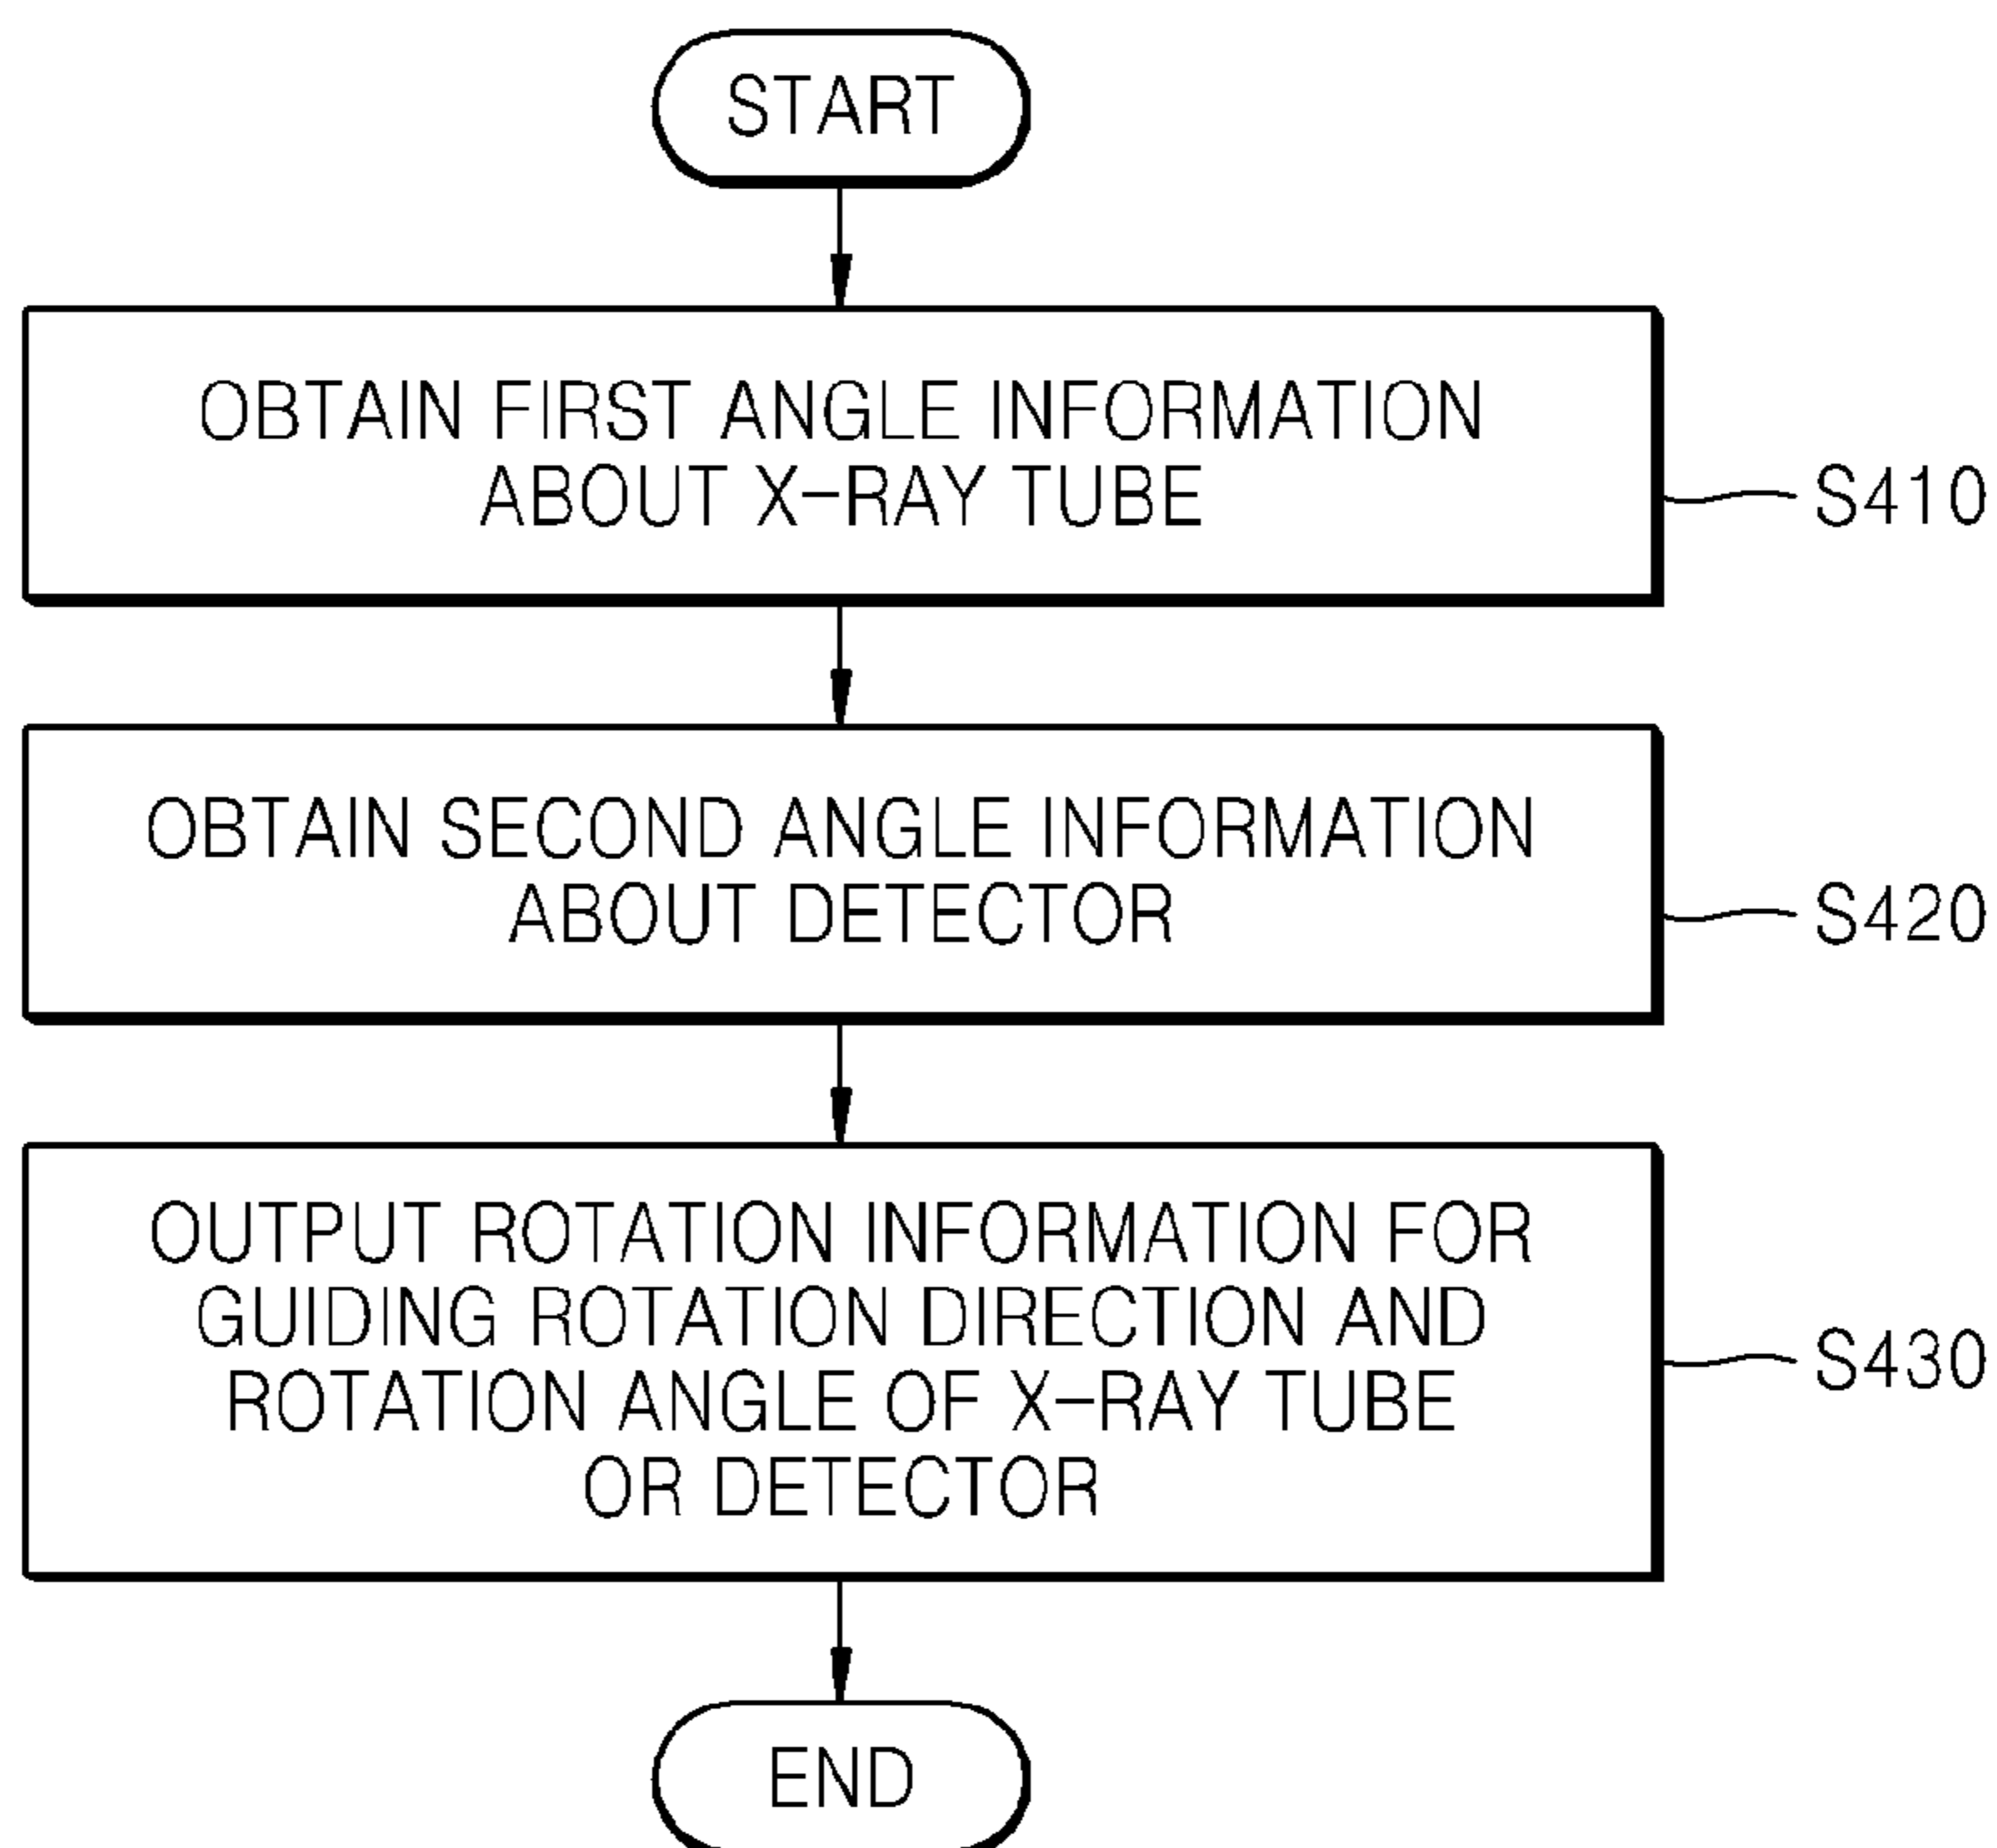 START
OBTAIN FIRST ANGLE INFORMATION
ABOUT X-RAY TUBE
S410
OBTAIN SECOND ANGLE INFORMATION
ABOUT DETECTOR
S420
OUTPUT ROTATION INFORMATION FOR
GUIDING ROTATION DIRECTION AND
ROTATION ANGLE OF X-RAY TUBE
OR DETECTOR
S430
END